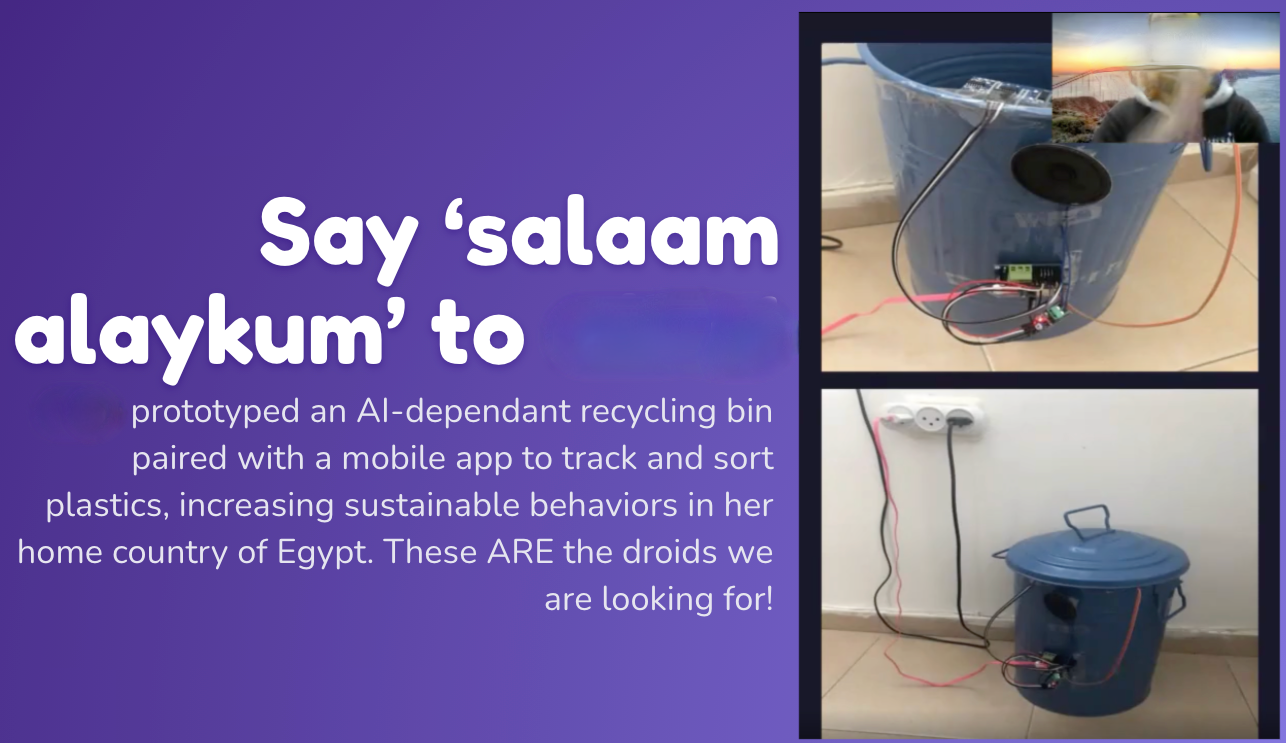 Say ‘salaam
alaykum’ to
prototyped an AI-dependant recycling bin
paired with a mobile app to track and sort
plastics, increasing sustainable behaviors in her
home country of Egypt. These ARE the droids we
are looking for!